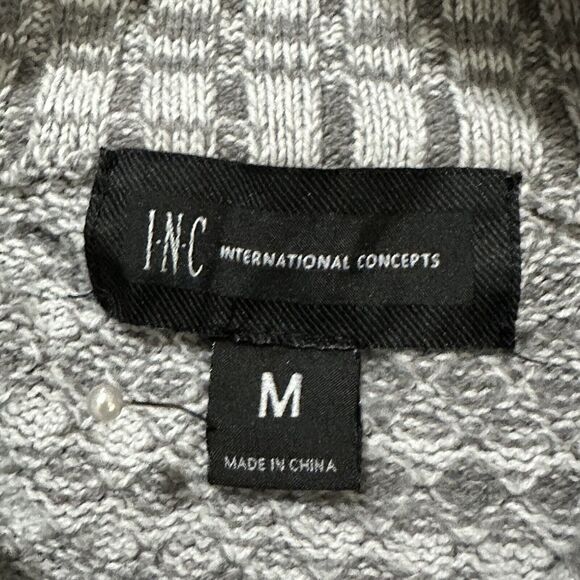 I·N·C INTERNATIONAL CONCEPTS
M
MADE IN CHINA